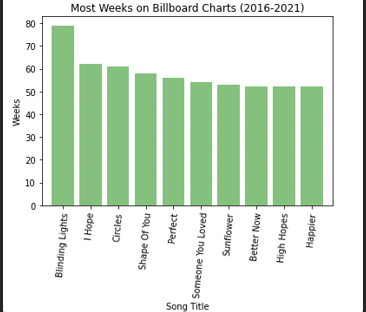 Most Weeks on Billboard Charts (2016-2021)
Weeks
80
70
60
50
40
30
20
10
0
Blinding Lights
I Hope
Circles
Shape Of You
Perfect
Someone You Loved
Sunflower
Better Now
High Hopes
Happier
Song Title